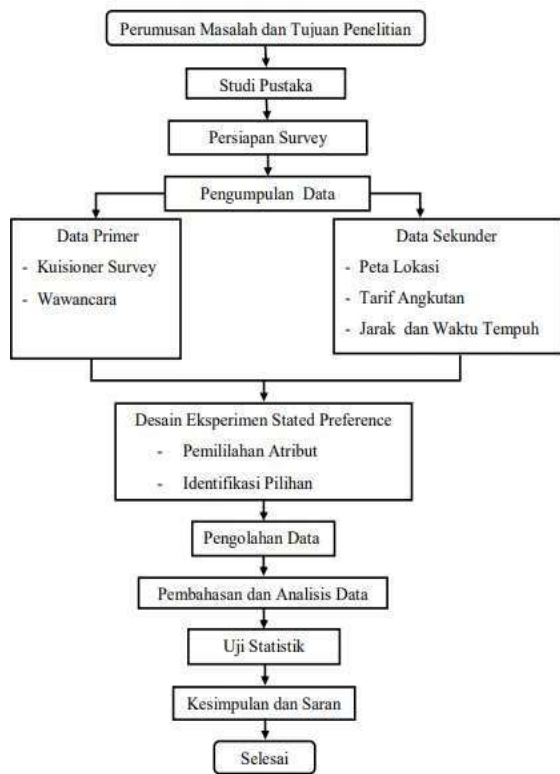 Perumusan Masalah dan Tujuan Penelitian
Studi Pustaka
Persiapan Survey
Pengumpulan Data
Data Primer
- Kuisioner Survey
- Wawancara
Data Sekunder
- Peta Lokasi
- Tarif Angkutan
- Jarak dan Waktu Tempuh
Desain Eksperimen Stated Preference
- Pemililahan Atribut
- Identifikasi Pilihan
Pengolahan Data
Pembahasan dan Analisis Data
Uji Statistik
Kesimpulan dan Saran
Selesai